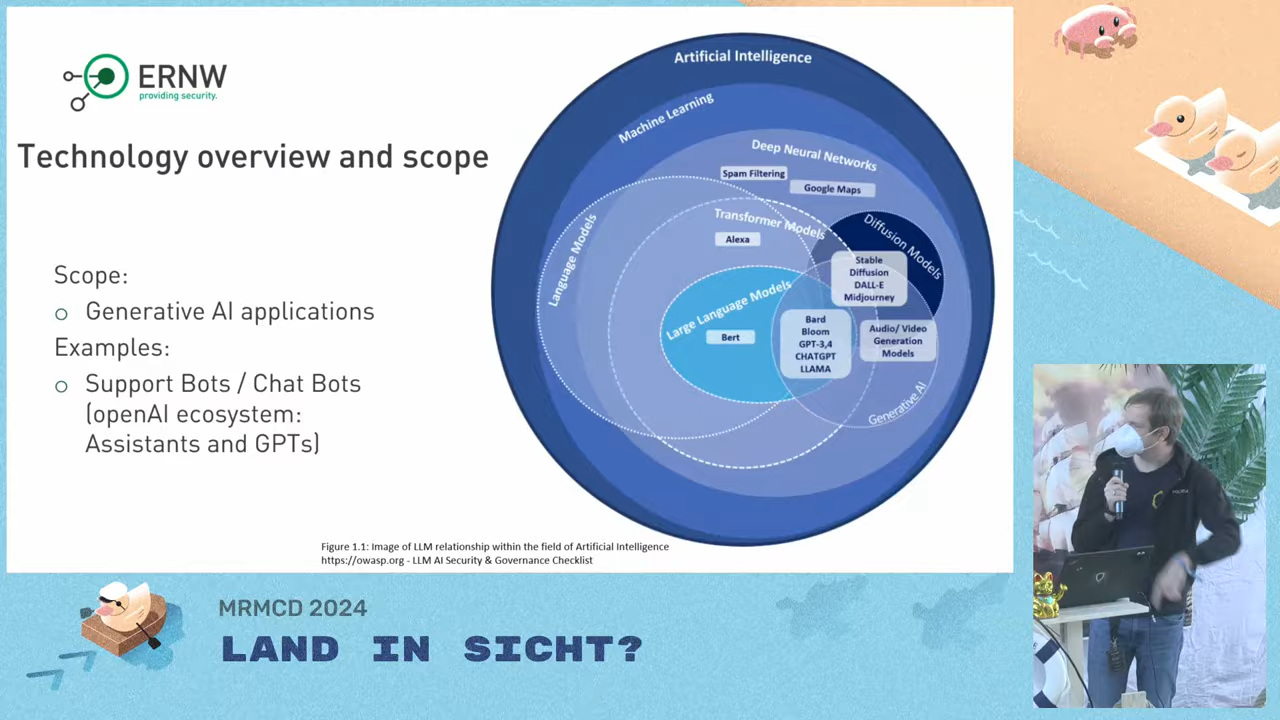 ERNW
providing security.
Technology overview and scope
Scope:
Generative AI applications
Examples:
Support Bots / Chat Bots
(openAI ecosystem:
Assistants and GPTs)
Artificial Intelligence
Machine Learning
Deep Neural Networks
Spam Filtering
Google Maps
Language Models
Transformer Models
Alexa
Diffusion Models
Stable
Diffusion
DALL-E
Midjourney
Large Language Models
Bert
Bard
Bloom
GPT-3,4
CHATGPT
LLAMA
Audio/ Video
Generation
Models
Generative AI
Figure 1.1: Image of LLM relationship within the field of Artificial Intelligence
https://owasp.org - LLM AI Security & Governance Checklist
MRMCD 2024
LAND IN SICHT?